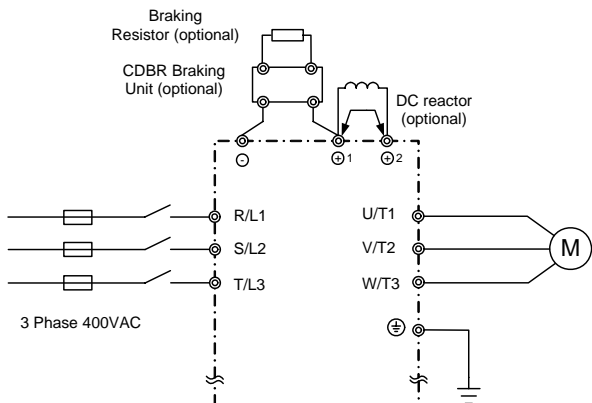 Braking
Resistor (optional)
CDBR Braking
Unit (optional)
DC reactor
(optional)
- + 1 + 2
R/L1 U/T1
S/L2 V/T2 M
T/L3 W/T3
3 Phase 400VAC